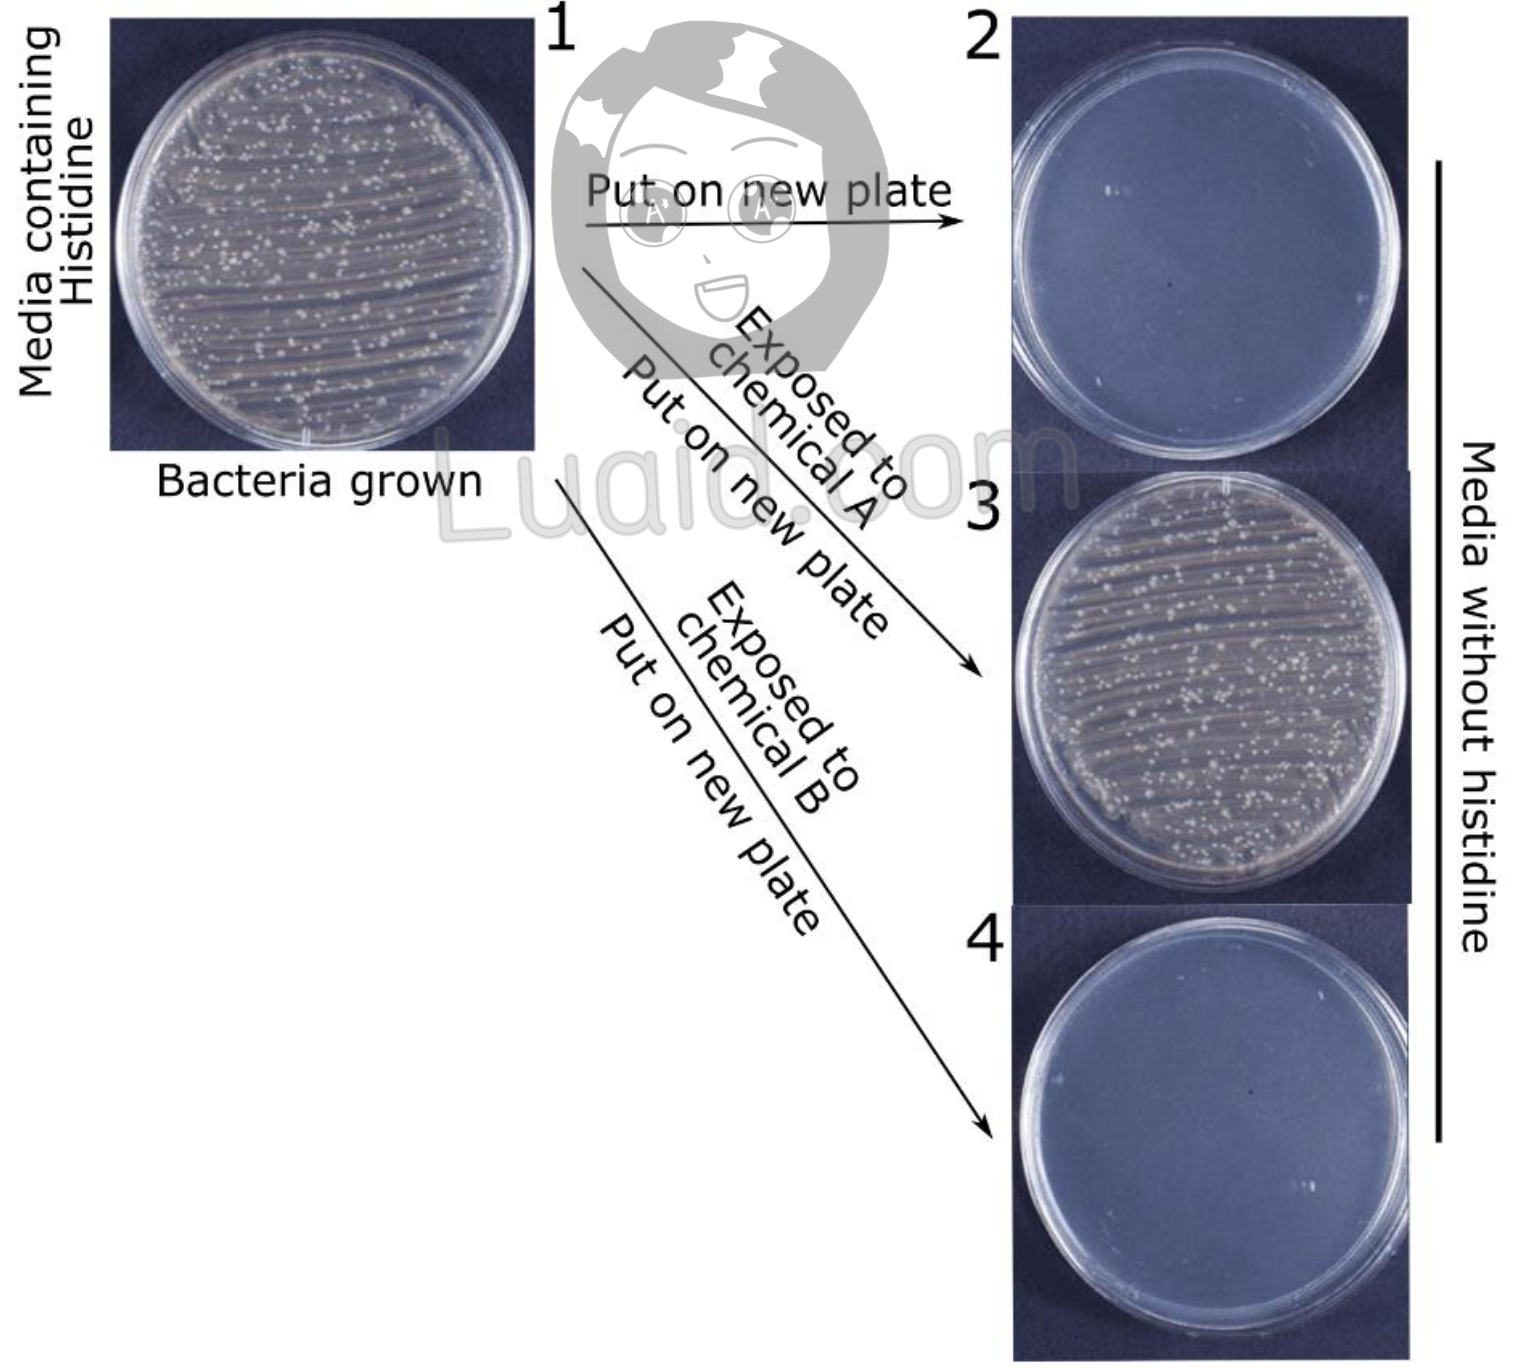 Media containing
Histidine
1
Bacteria grown
Put on new plate
A+
A+
2
Exposed to
chemical A
Put on new plate
Luaid.com
3
Exposed to
chemical B
Put on new plate
4
Media without histidine